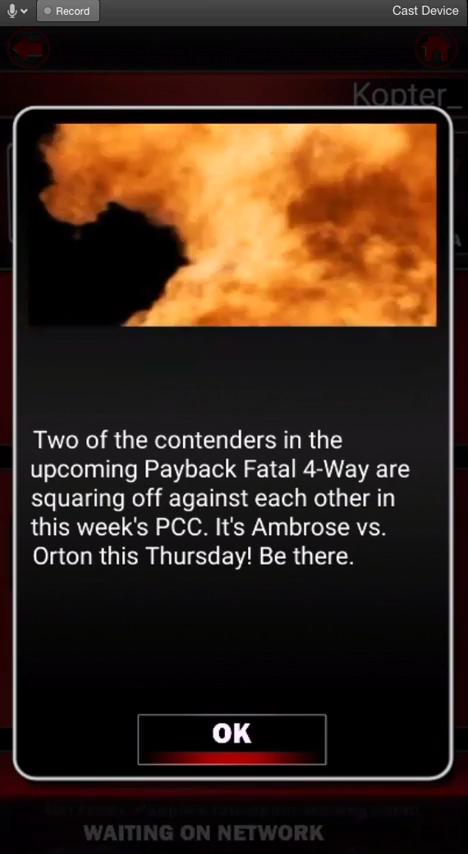 Record
Cast Device
Kopter_
Two of the contenders in the
upcoming Payback Fatal 4-Way are
squaring off against each other in
this week's PCC. It's Ambrose vs.
Orton this Thursday! Be there.
OK
WAITING ON NETWORK